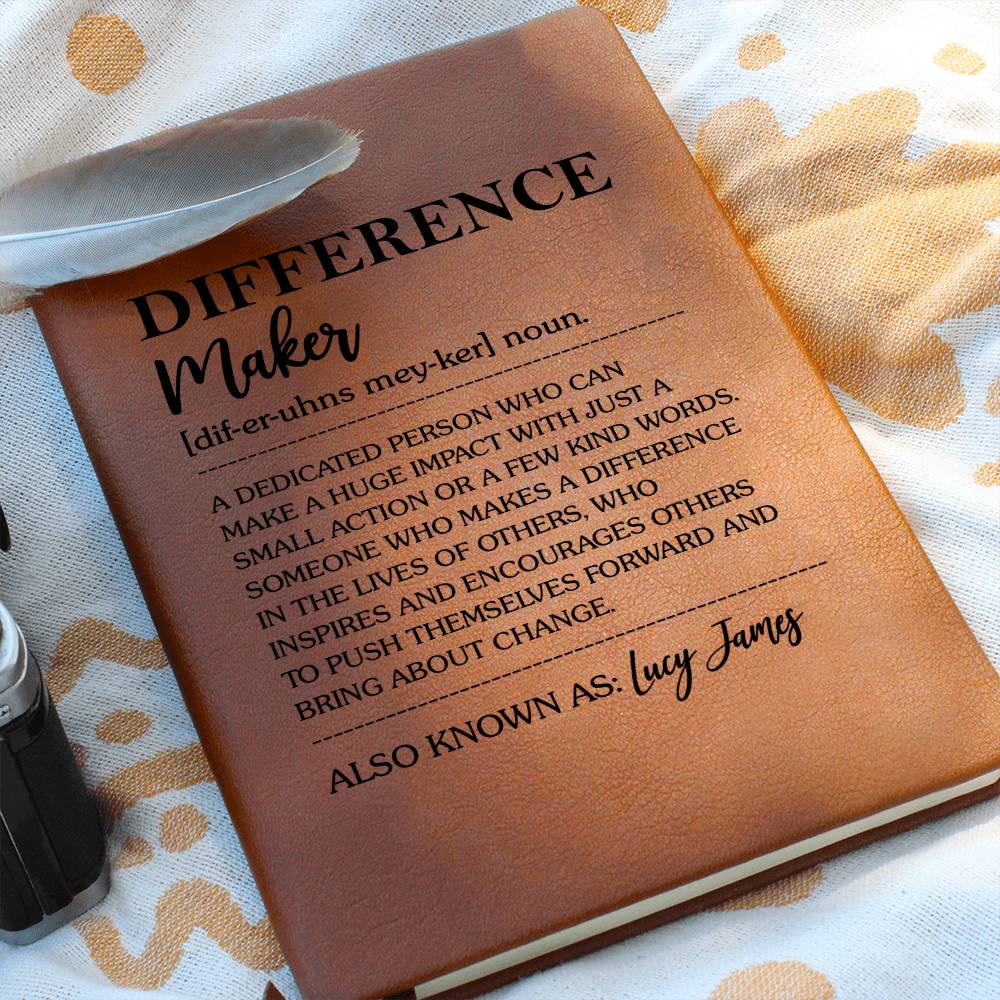 DIFFERENCE
Maker
[dif-er-uhns mey-ker] noun.
A DEDICATED PERSON WHO CAN
MAKE A HUGE IMPACT WITH JUST A
SMALL ACTION OR A FEW KIND WORDS.
SOMEONE WHO MAKES A DIFFERENCE
IN THE LIVES OF OTHERS, WHO
INSPIRES AND ENCOURAGES OTHERS
TO PUSH THEMSELVES FORWARD AND
BRING ABOUT CHANGE.
ALSO KNOWN AS: Lucy James